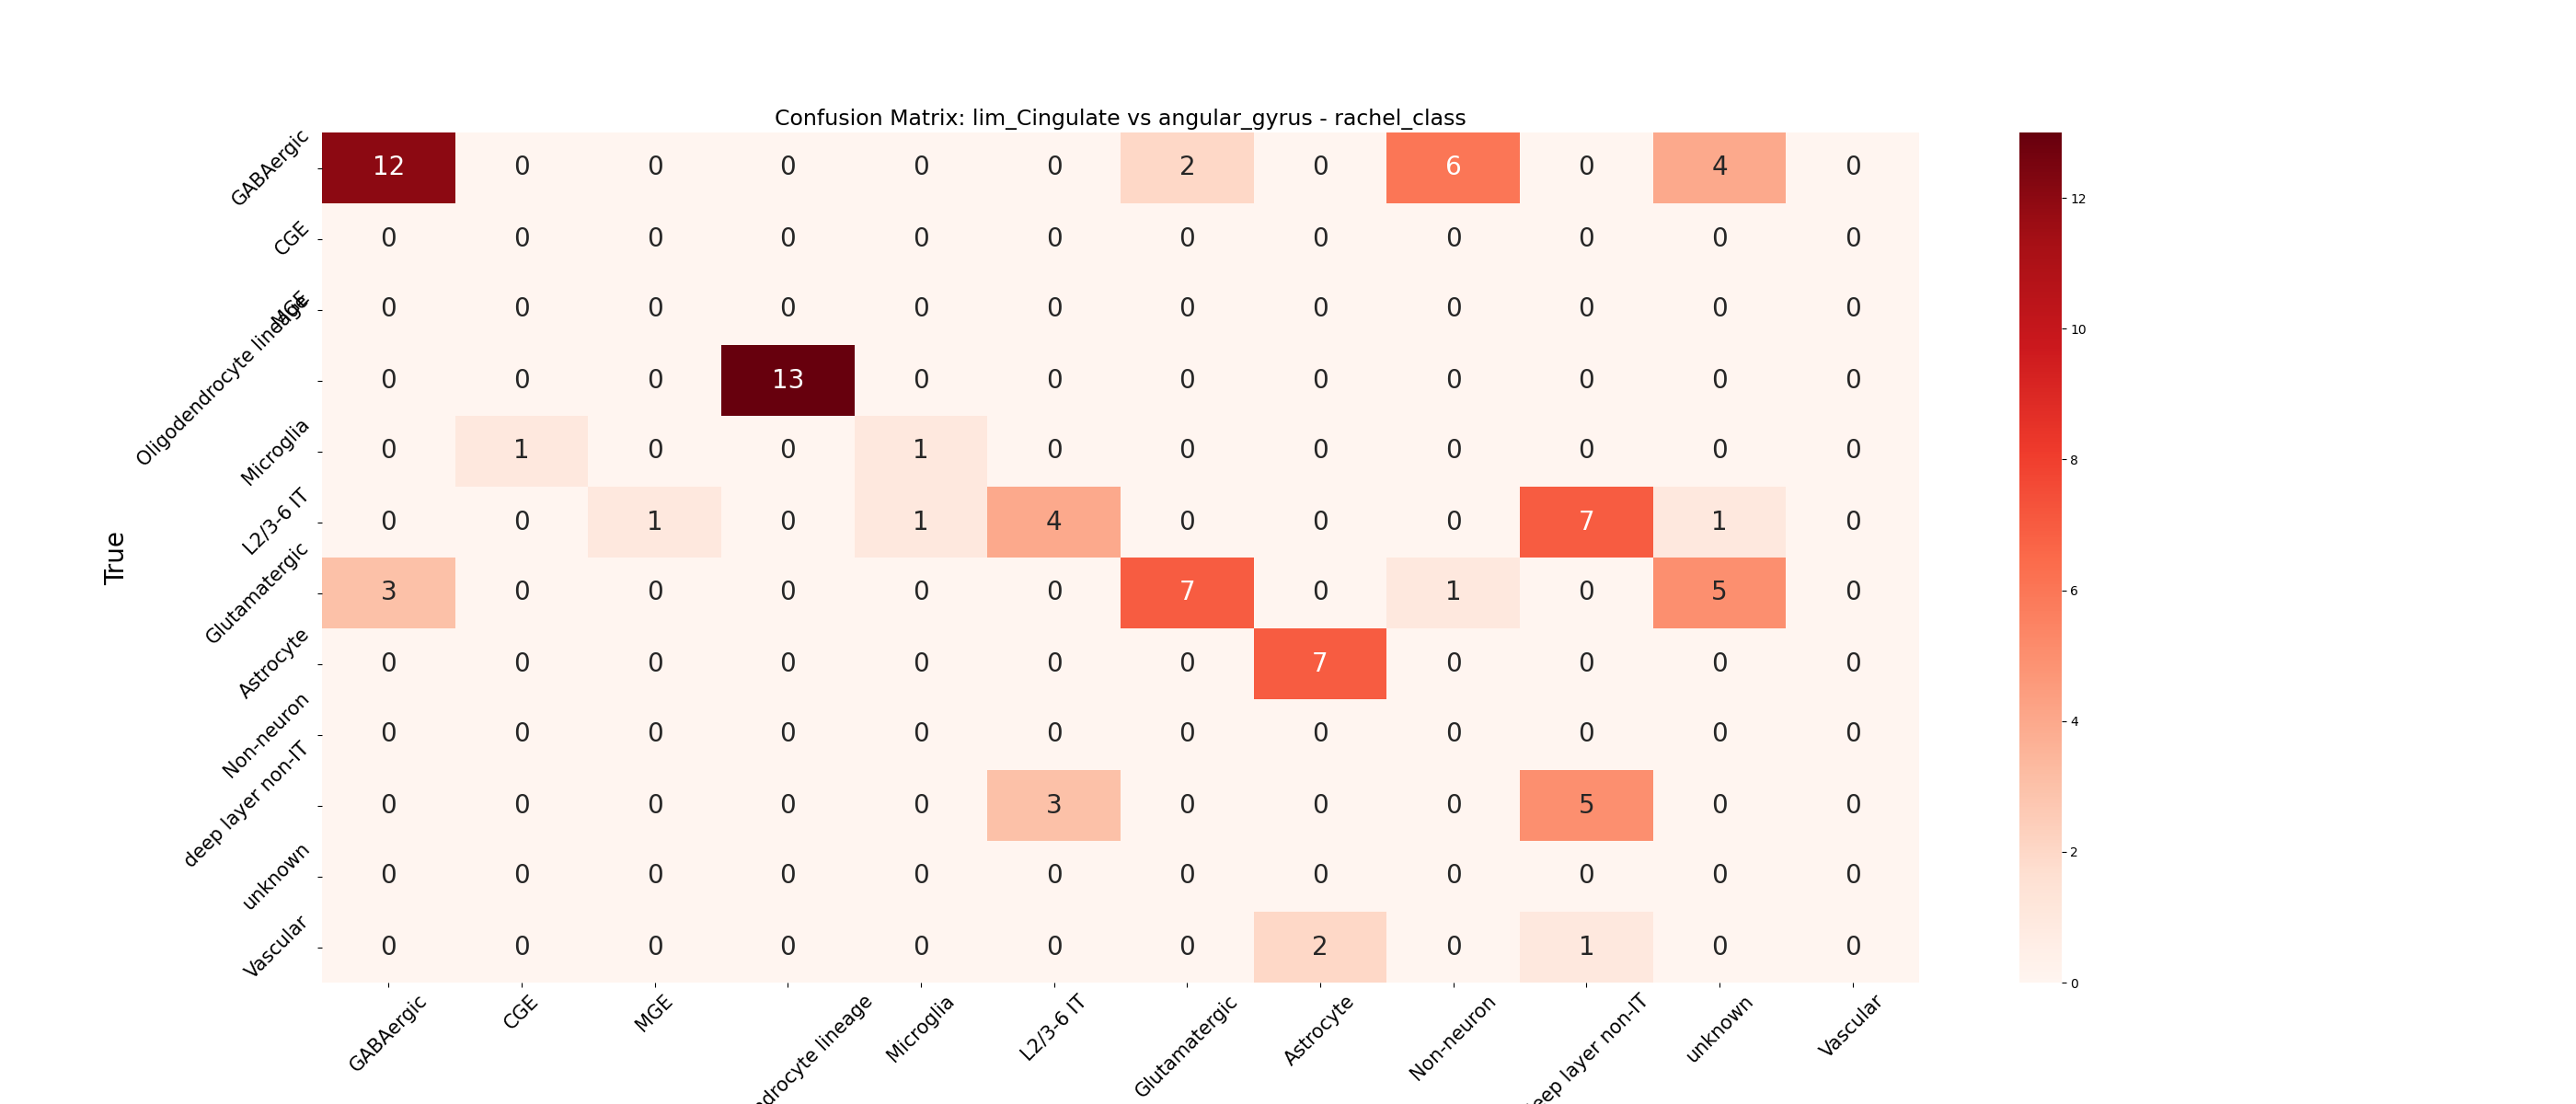 Confusion Matrix: lim_Cingulate vs angular_gyrus - rachel_class
GABAergic 12 0 0 0 0 0 2 0 6 0 4 0
CGE 0 0 0 0 0 0 0 0 0 0 0 0
MGE 0 0 0 0 0 0 0 0 0 0 0 0
Oligodendrocyte lineage 0 0 0 13 0 0 0 0 0 0 0 0
Microglia 0 1 0 0 1 0 0 0 0 0 0 0
L2/3-6 IT 0 0 1 0 1 4 0 0 0 7 1 0
Glutamatergic 3 0 0 0 0 0 7 0 1 0 5 0
Astrocyte 0 0 0 0 0 0 0 7 0 0 0 0
Non-neuron 0 0 0 0 0 0 0 0 0 0 0 0
deep layer non-IT 0 0 0 0 0 3 0 0 0 5 0 0
unknown 0 0 0 0 0 0 0 0 0 0 0 0
Vascular 0 0 0 0 0 0 0 2 0 1 0 0
True
GABAergic CGE MGE ndrocyte lineage Microglia L2/3-6 IT Glutamatergic Astrocyte Non-neuron eep layer non-IT unknown Vascular
12
10
8
6
4
2
0